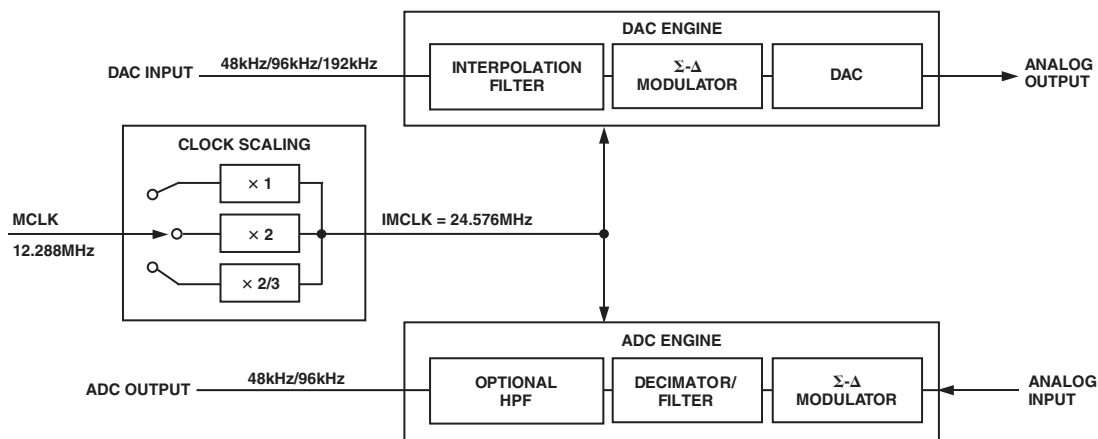 DAC ENGINE
DAC INPUT
48kHz/96kHz/192kHz
INTERPOLATION
FILTER
Σ-Δ
MODULATOR
DAC
ANALOG
OUTPUT
CLOCK SCALING
× 1
MCLK
12.288MHz
× 2
IMCLK = 24.576MHz
× 2/3
ADC ENGINE
ADC OUTPUT
48kHz/96kHz
OPTIONAL
HPF
DECIMATOR/
FILTER
Σ-Δ
MODULATOR
ANALOG
INPUT